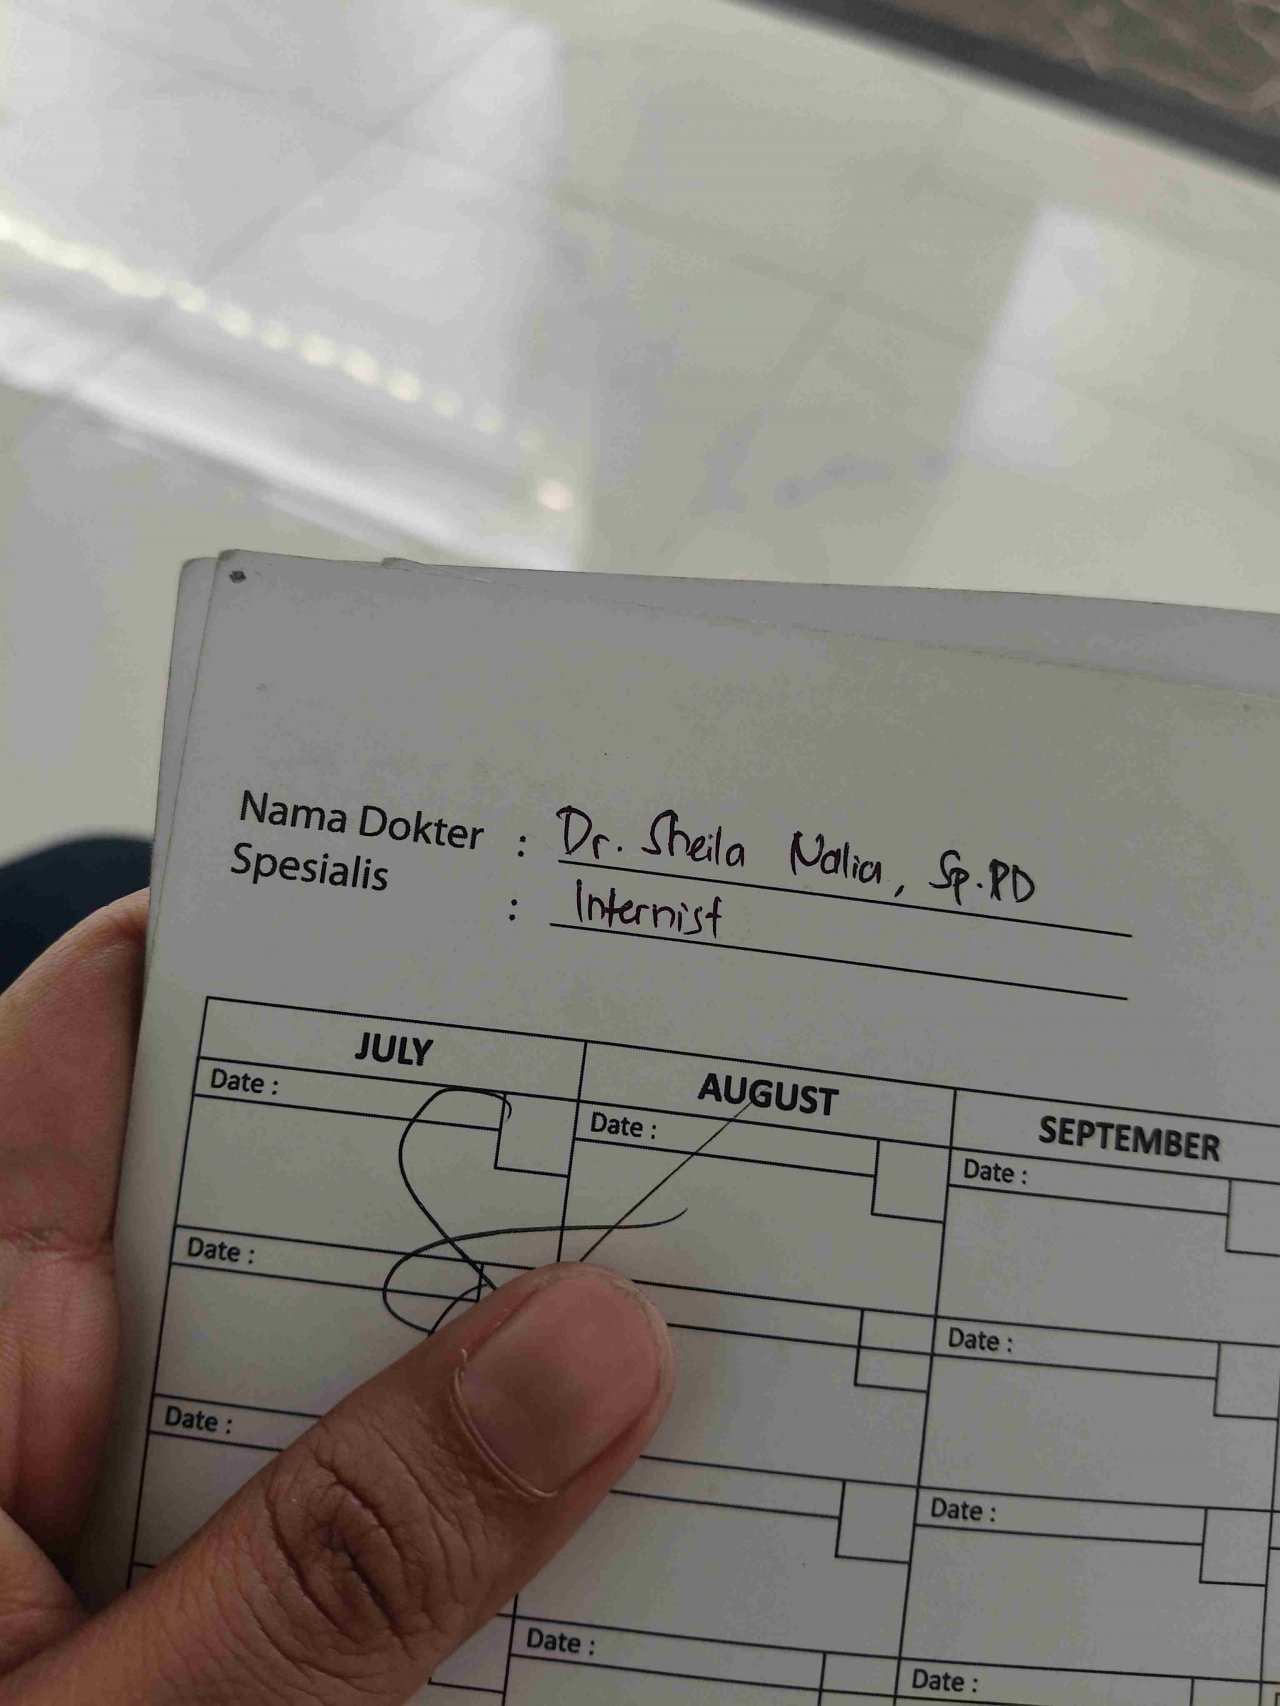 Nama Dokter : Dr. Sheila Nalia, Sp.PD
Spesialis : Internist
JULY AUGUST SEPTEMBER
Date : Date : Date :
Date : Date :
Date : Date :
Date : Date :